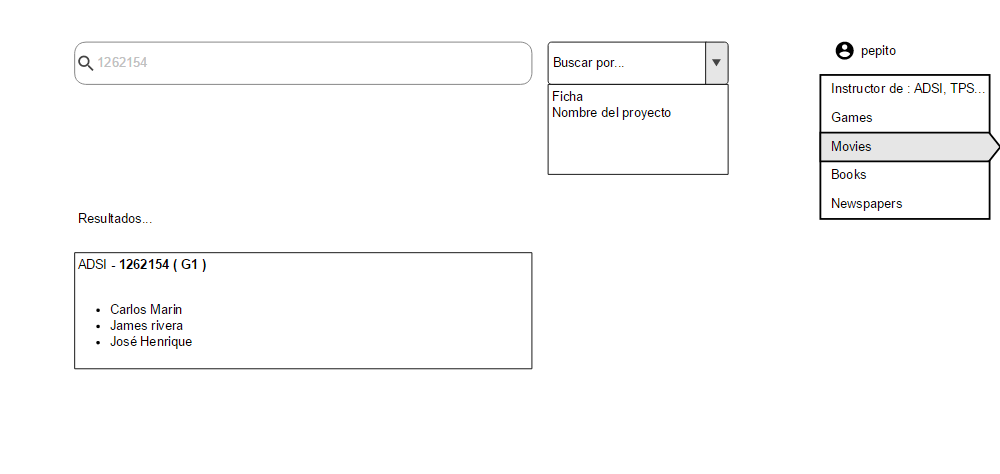 1262154
Buscar por...
Ficha
Nombre del proyecto
pepito
Instructor de : ADSI, TPS...
Games
Movies
Books
Newspapers
Resultados...
ADSI - 1262154 ( G1 )
• Carlos Marin
• James rivera
• José Henrique